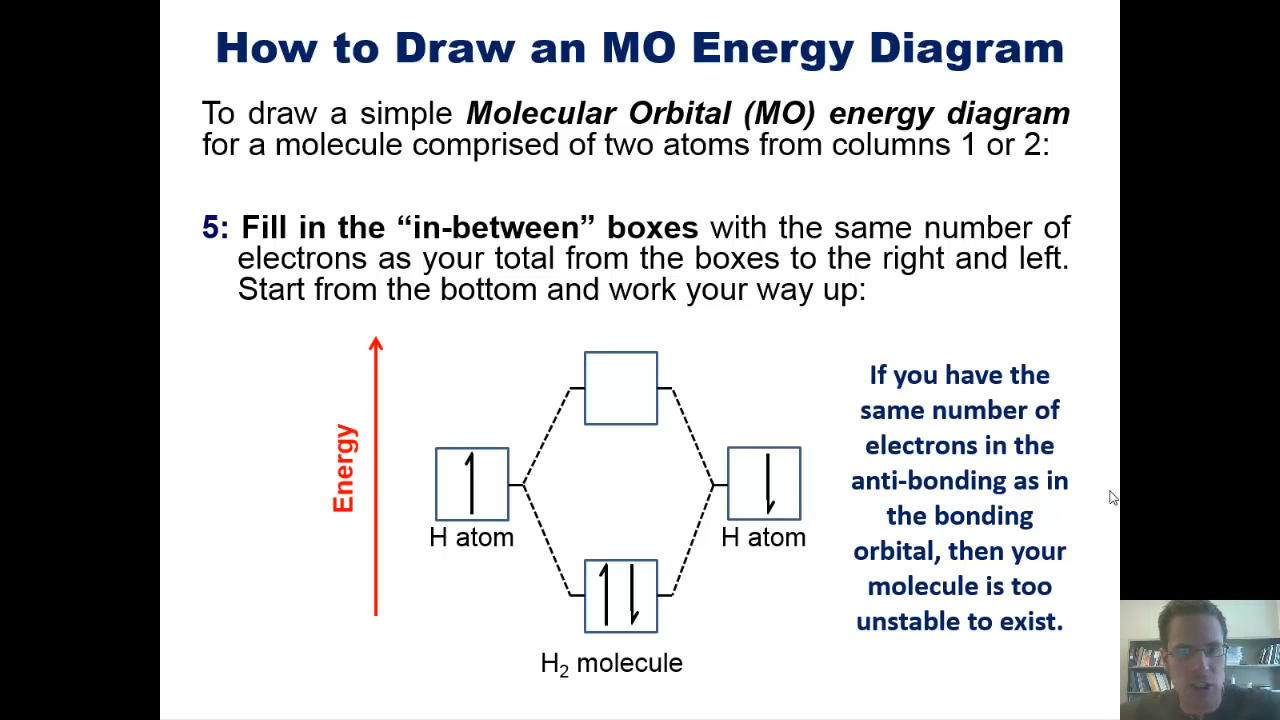 How to Draw an MO Energy Diagram
To draw a simple Molecular Orbital (MO) energy diagram
for a molecule comprised of two atoms from columns 1 or 2:
5: Fill in the “in-between” boxes with the same number of
electrons as your total from the boxes to the right and left.
Start from the bottom and work your way up:
Energy
H atom
H atom
H₂ molecule
If you have the
same number of
electrons in the
anti-bonding as in
the bonding
orbital, then your
molecule is too
unstable to exist.